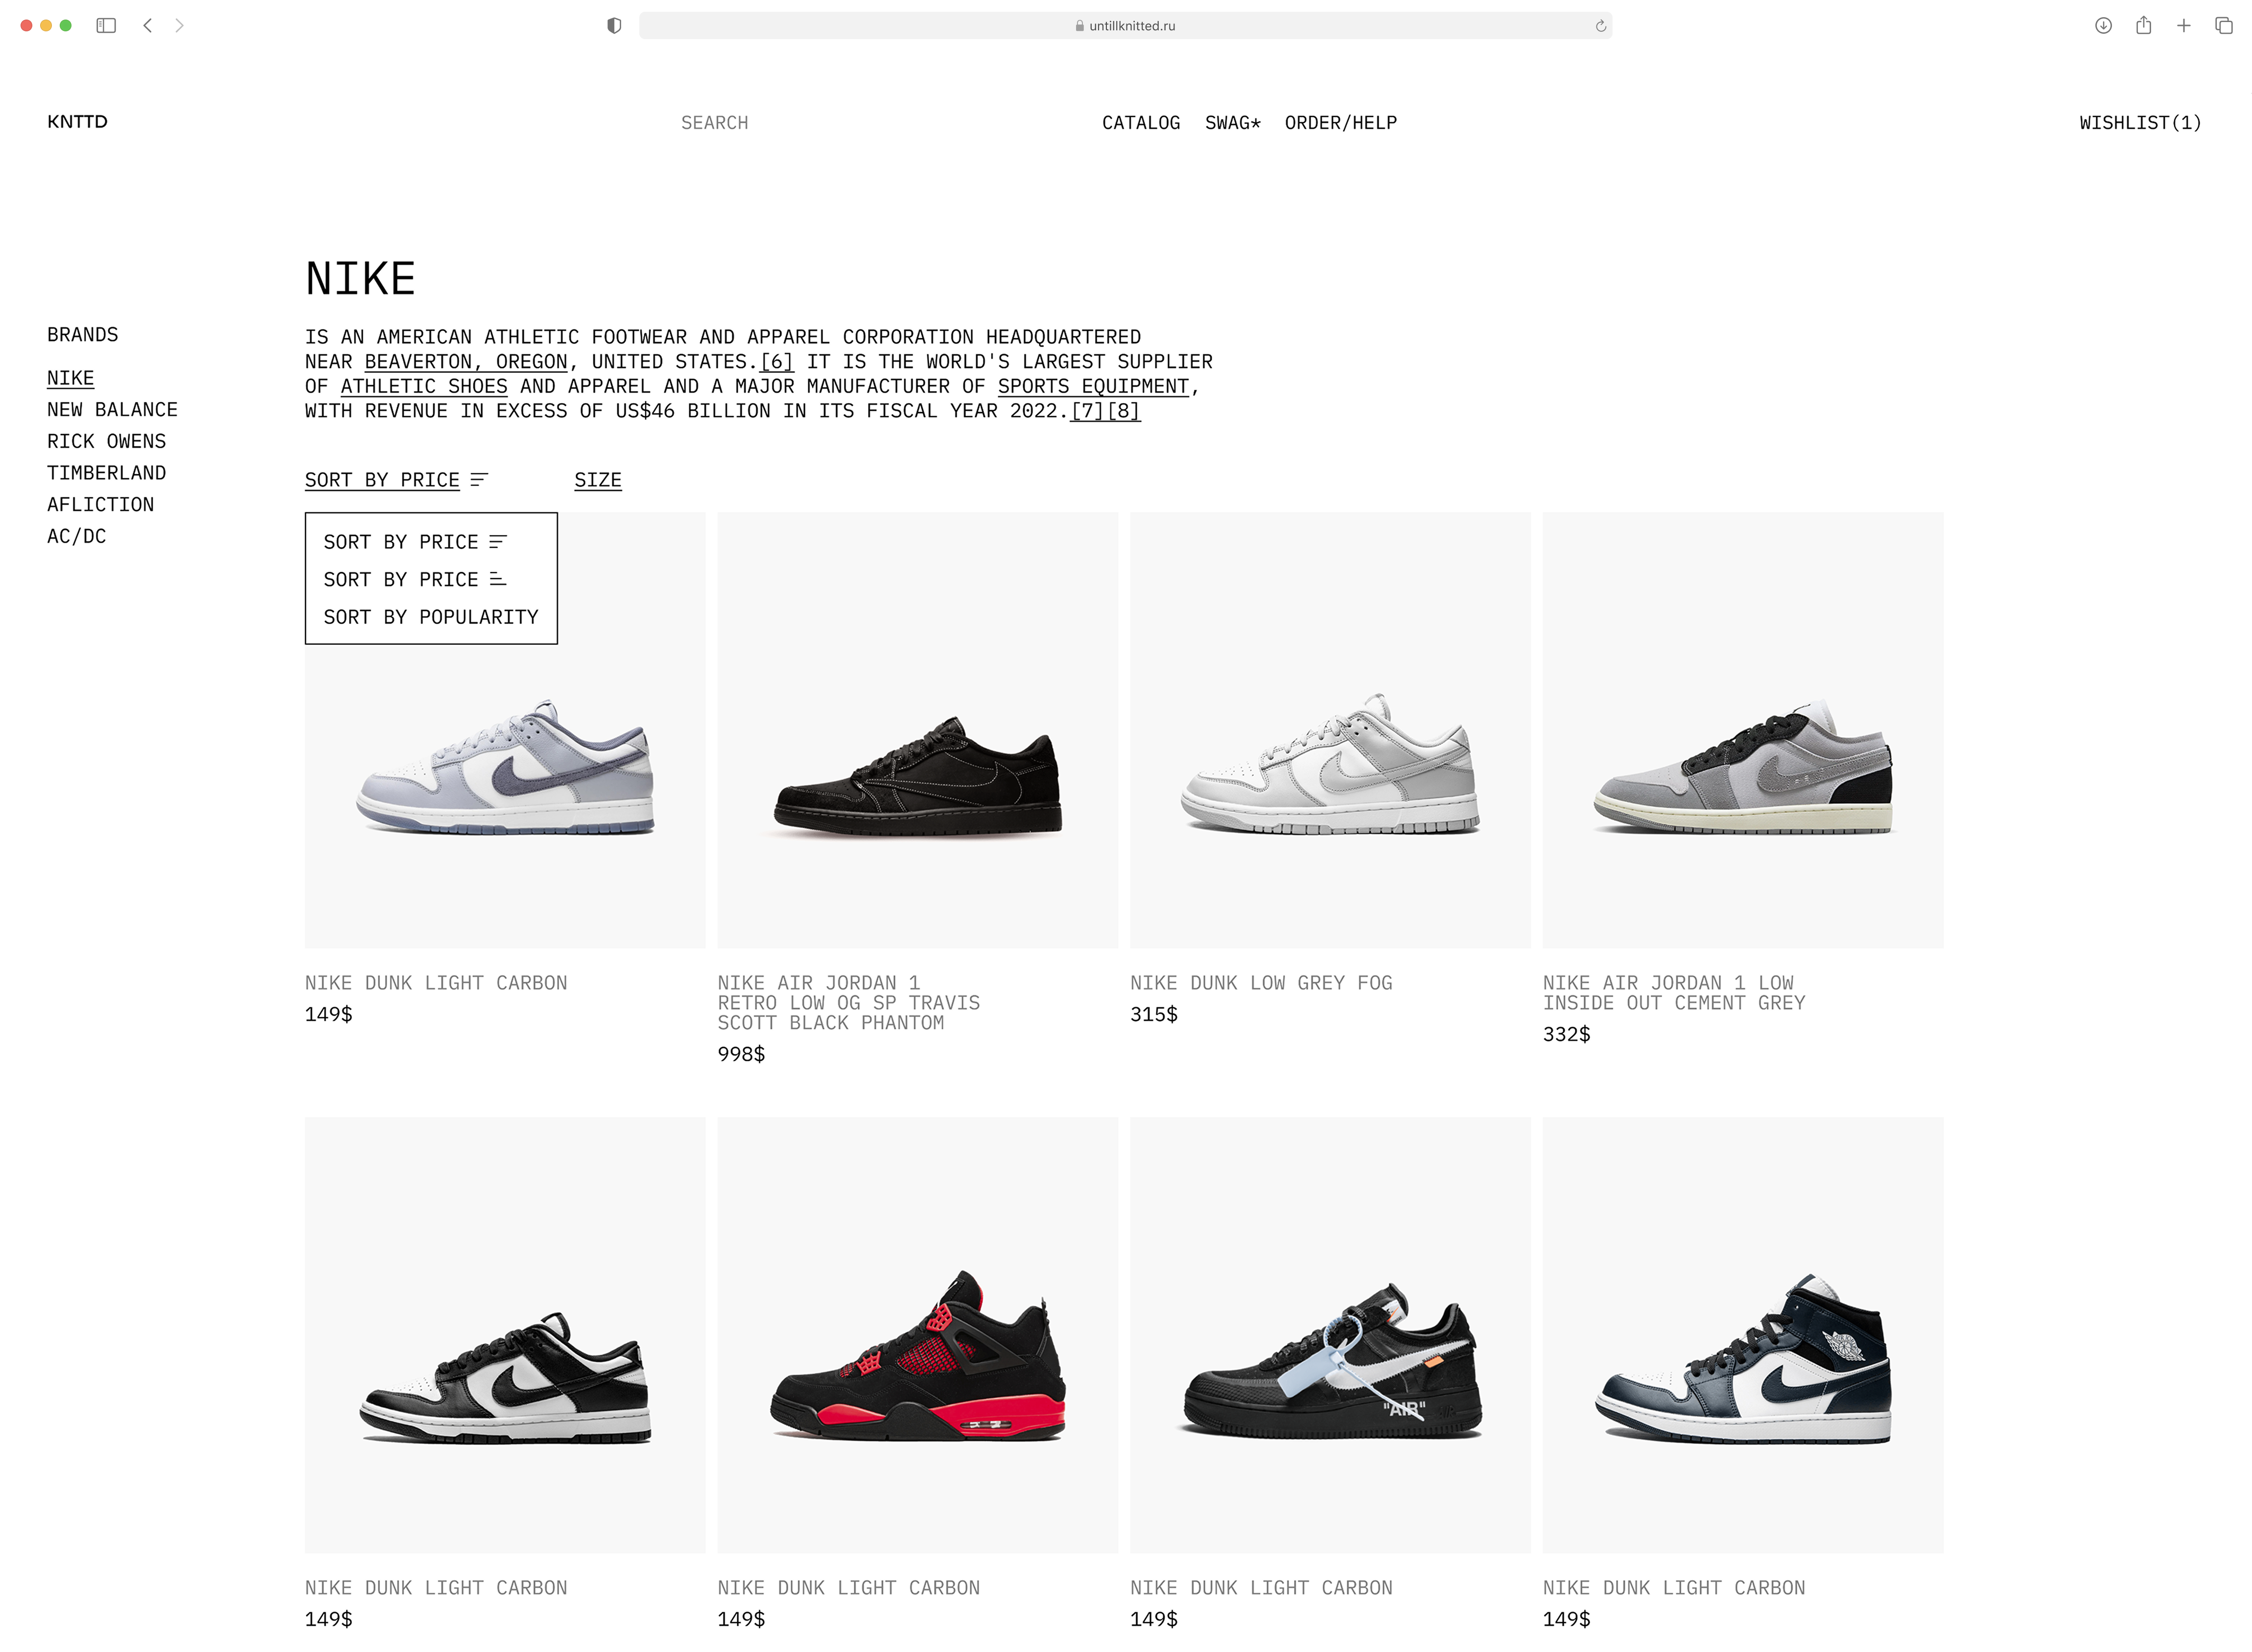 untillknitted.ru
KNTTD
SEARCH
CATALOG SWAG* ORDER/HELP
WISHLIST(1)
NIKE
IS AN AMERICAN ATHLETIC FOOTWEAR AND APPAREL CORPORATION HEADQUARTERED
NEAR BEAVERTON, OREGON, UNITED STATES.[6] IT IS THE WORLD'S LARGEST SUPPLIER
OF ATHLETIC SHOES AND APPAREL AND A MAJOR MANUFACTURER OF SPORTS EQUIPMENT,
WITH REVENUE IN EXCESS OF US$46 BILLION IN ITS FISCAL YEAR 2022.[7][8]
BRANDS
NIKE
NEW BALANCE
RICK OWENS
TIMBERLAND
AFLICTION
AC/DC
SORT BY PRICE
SIZE
SORT BY PRICE
SORT BY PRICE
SORT BY POPULARITY
NIKE DUNK LIGHT CARBON
149$
NIKE AIR JORDAN 1
RETRO LOW OG SP TRAVIS
SCOTT BLACK PHANTOM
998$
NIKE DUNK LOW GREY FOG
315$
NIKE AIR JORDAN 1 LOW
INSIDE OUT CEMENT GREY
332$
"AIR"
NIKE DUNK LIGHT CARBON
149$
NIKE DUNK LIGHT CARBON
149$
NIKE DUNK LIGHT CARBON
149$
NIKE DUNK LIGHT CARBON
149$